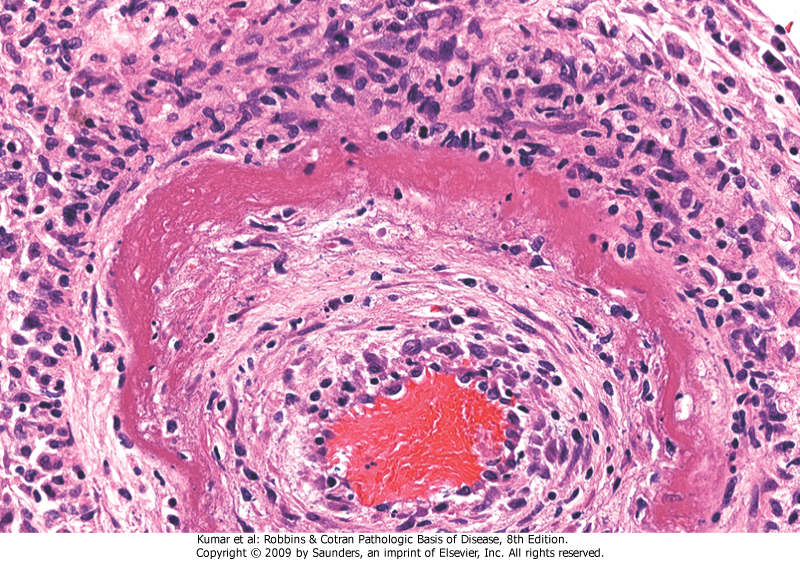 Kumar et al: Robbins & Cotran Pathologic Basis of Disease, 8th Edition.
Copyright © 2009 by Saunders, an imprint of Elsevier, Inc. All rights reserved.